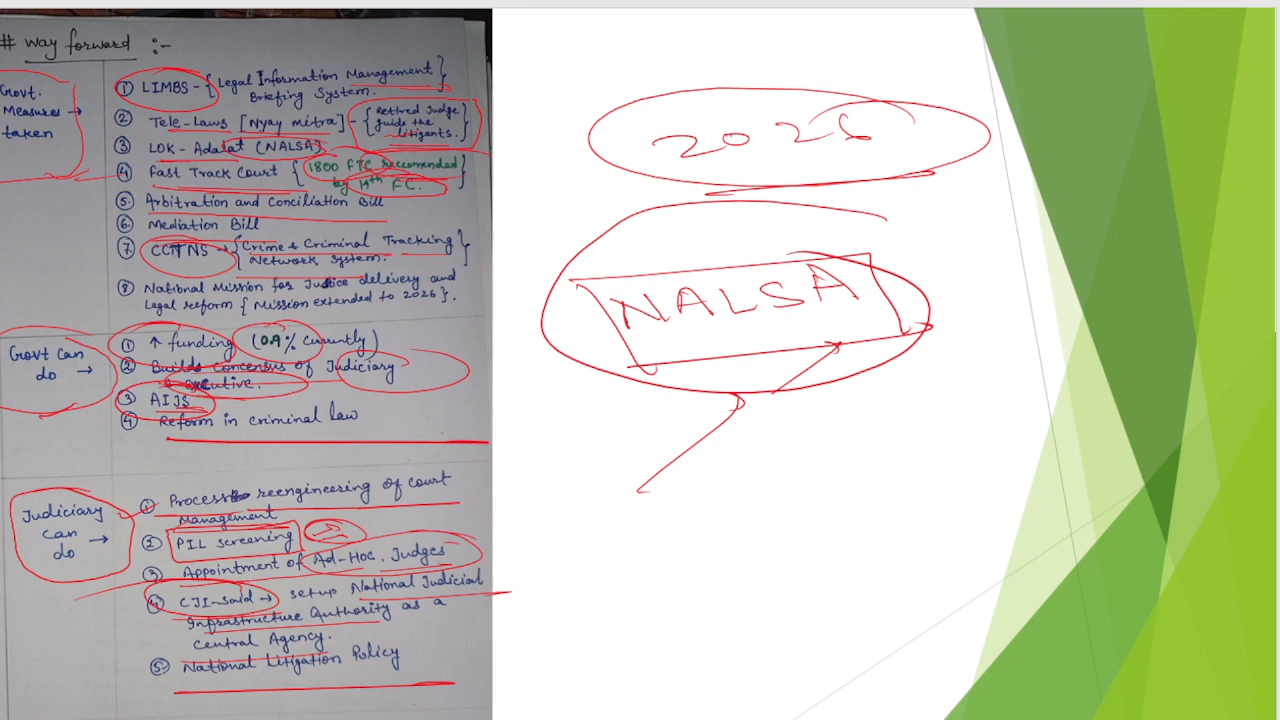 # way forward :-
Govt.
Measures →
taken
① LIMBS - { Legal Information Management
Briefing System. }
② Tele-Laws [Nyay mitra] - { Retired Judge
guide the
litigants. }
③ LOK - Adalat (NALSA)
④ Fast Track Court { 1800 FTC reccomended
by 14th FC. }
⑤ Arbitration and Conciliation Bill
⑥ Mediation Bill
⑦ CCTNS → { Crime & Criminal Tracking
Network System. }
⑧ National Mission for Justice delivery and
Legal reform { Mission extended to 2026 }.
Govt can
do →
① ↑ funding (0.9% Currently)
② Builds consensus of Judiciary
& executive.
③ AIJS
④ Reform in criminal law
Judiciary
can
do →
① Process reengineering of court
Management
② PIL screening
③ Appointment of Ad-Hoc. Judges
④ CJI-Said → setup National Judicial
Infrastructure Authority as a
Central Agency.
⑤ National Litigation Policy
2026
NALSA